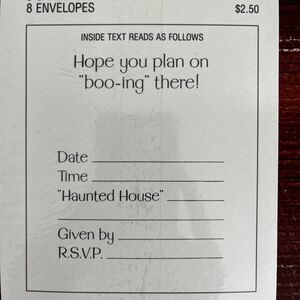 8 ENVELOPES $2.50
INSIDE TEXT READS AS FOLLOWS
Hope you plan on
"boo-ing" there!
Date
Time
"Haunted House"
Given by
R.S.V.P.